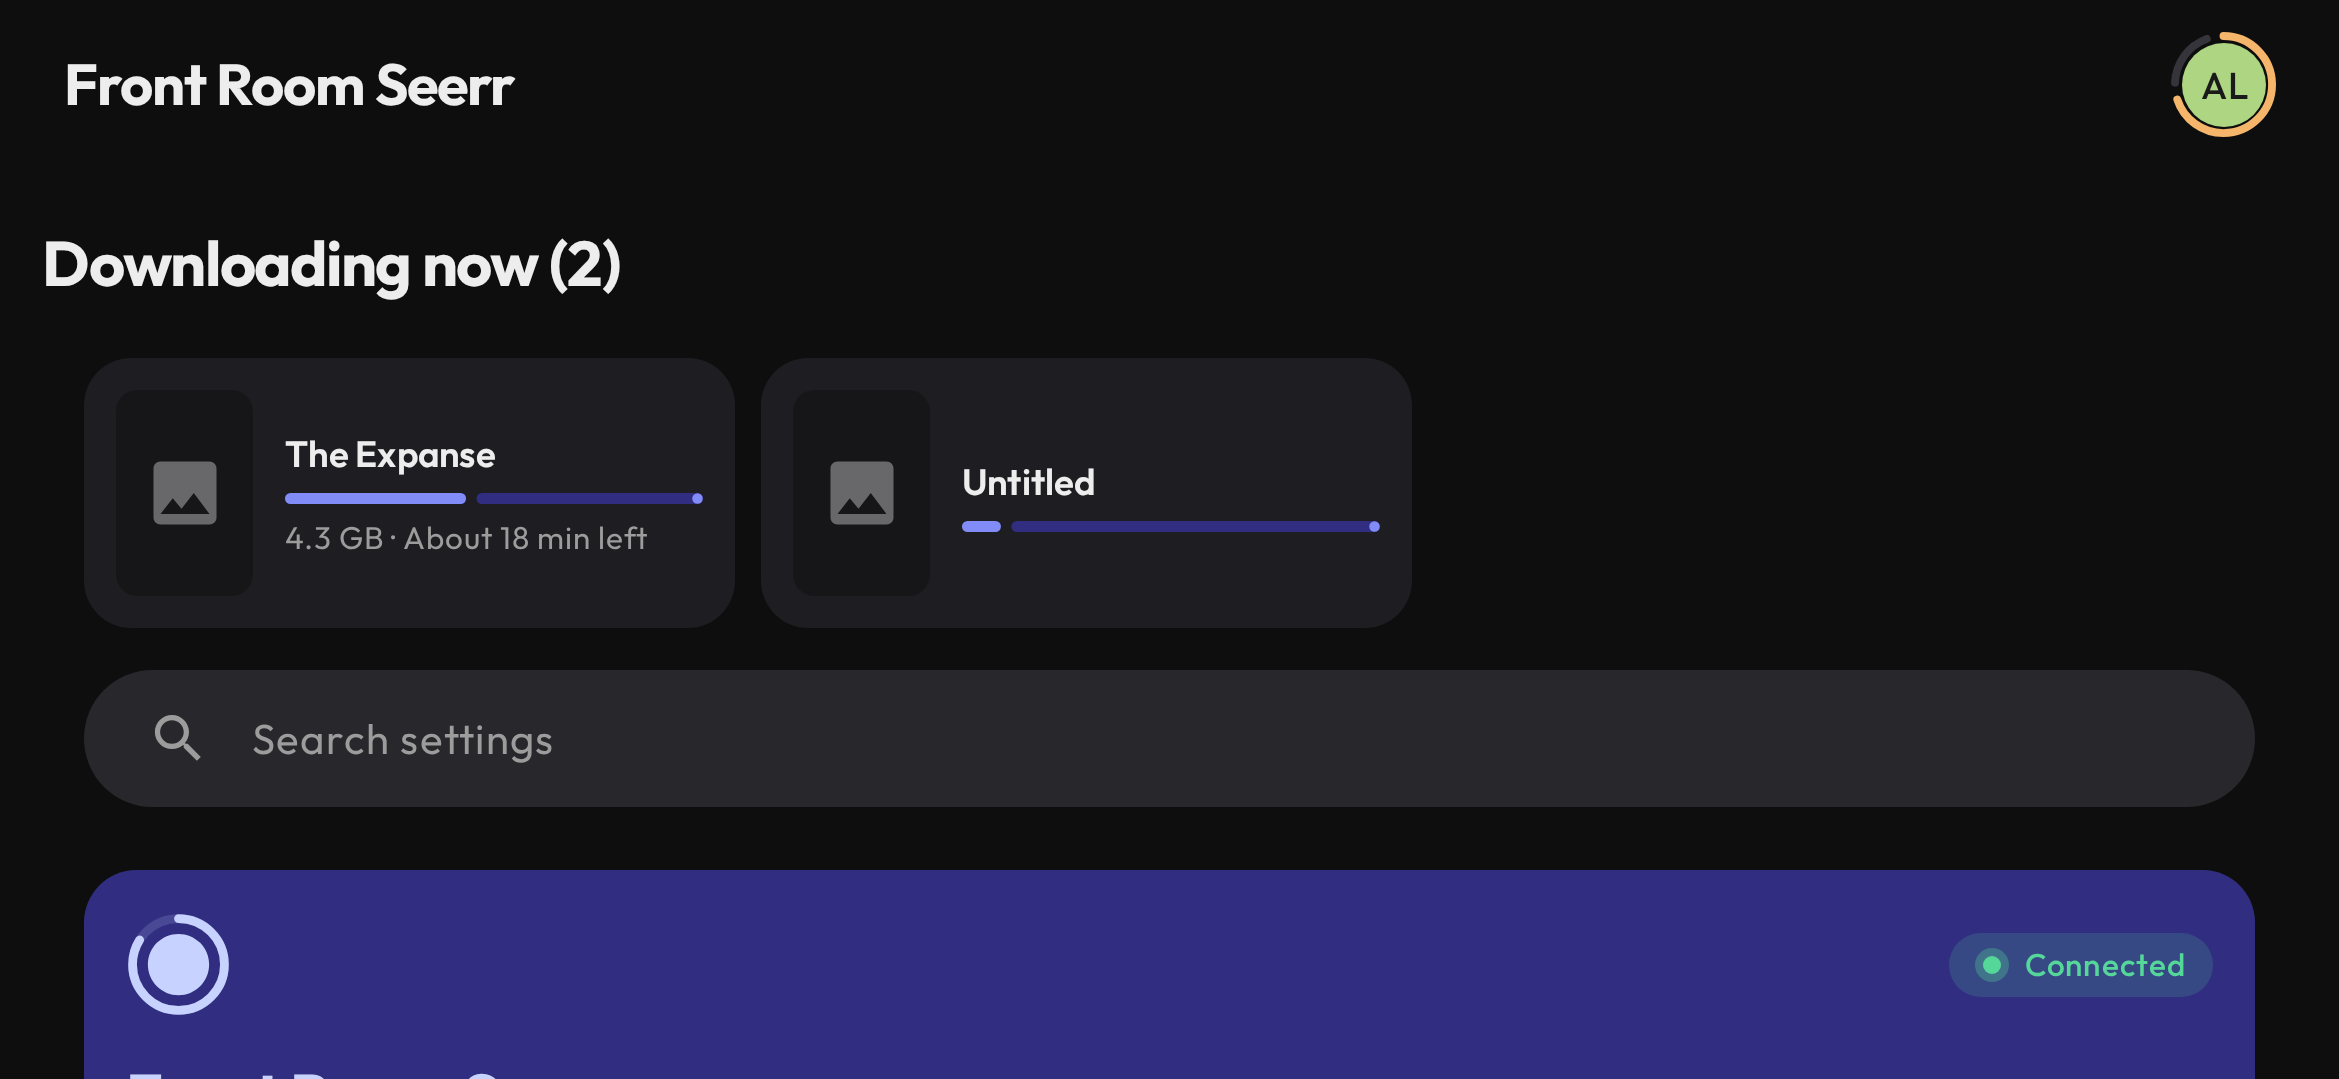 Front Room Seerr
AL
Downloading now (2)
The Expanse
4.3 GB · About 18 min left
Untitled
Search settings
Connected